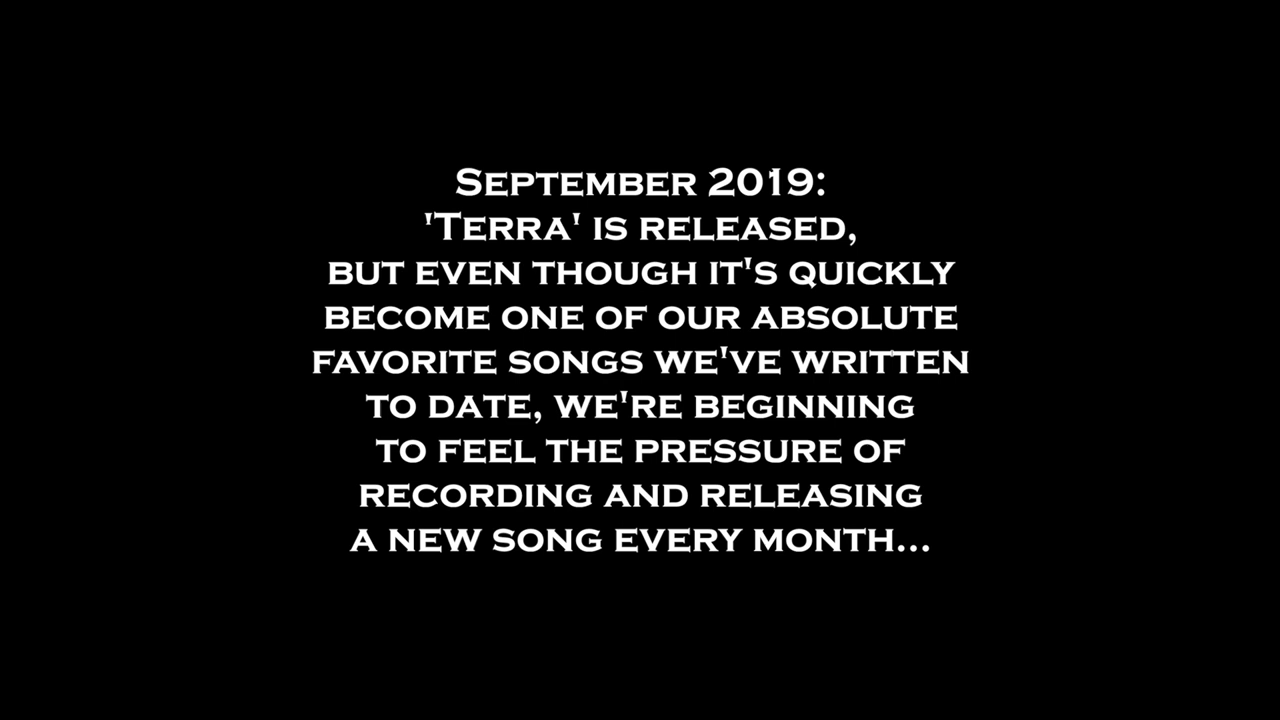 September 2019:
'Terra' is released,
but even though it's quickly
become one of our absolute
favorite songs we've written
to date, we're beginning
to feel the pressure of
recording and releasing
a new song every month...